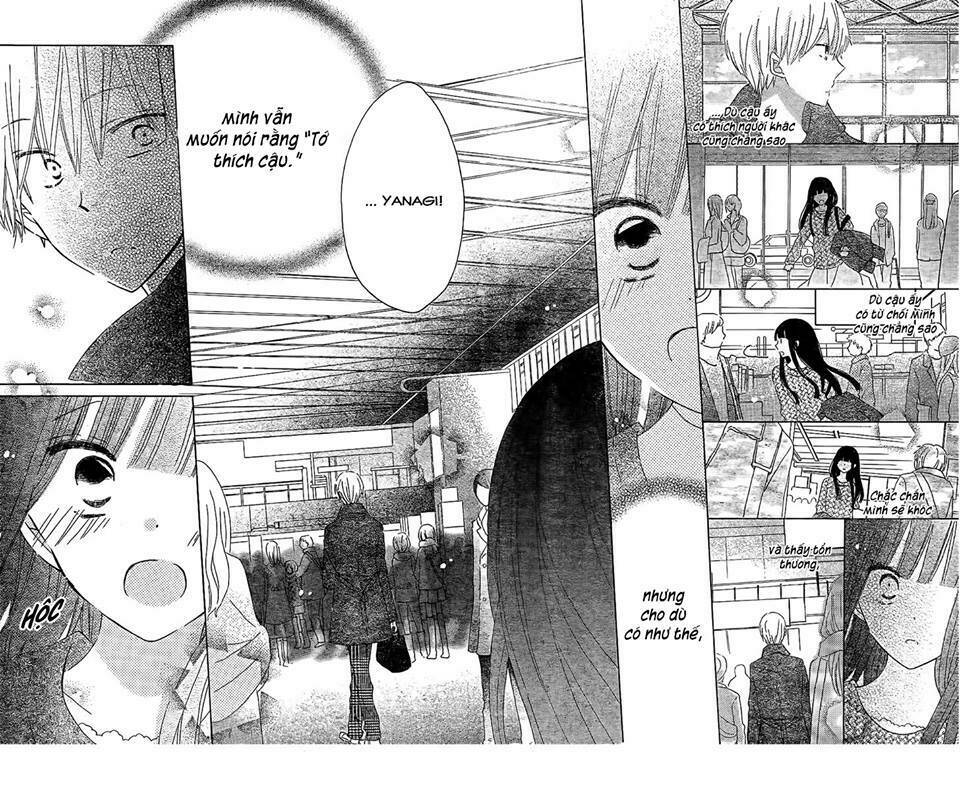 ...Dù cậu ấy
có thích người khác
cũng chẳng sao
Dù cậu ấy
có từ chối mình
cũng chẳng sao
Chắc chắn
mình sẽ khóc
và thấy tổn
thương,
nhưng
cho dù
có như thế,
mình vẫn
muốn nói rằng "Tớ
thích cậu."
... YANAGI!
HỘC